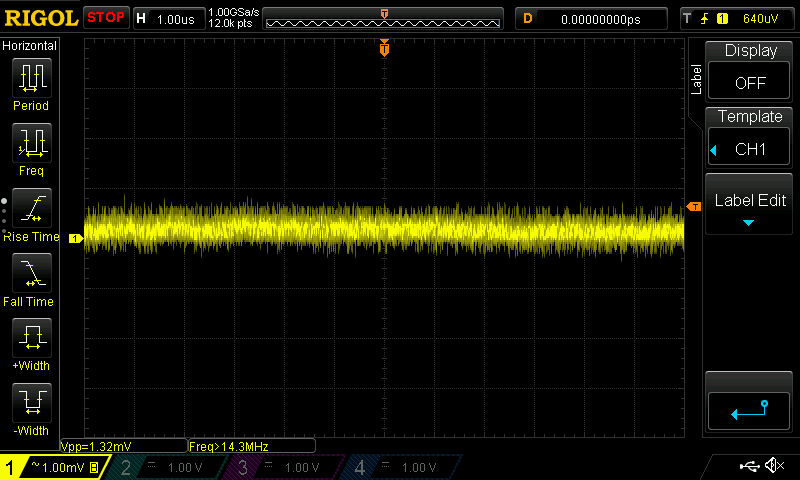 RIGOL STOP H 1.00us 1.00GSa/s 12.0k pts T D 0.00000000ps T 1 640uV
Horizontal
Period
Freq
Rise Time
Fall Time
+Width
-Width
T
1
T
Label
Display
OFF
Template
CH1
Label Edit
Vpp=1.32mV Freq>14.3MHz
1 ~1.00mV B 2 1.00 V 3 1.00 V 4 1.00 V